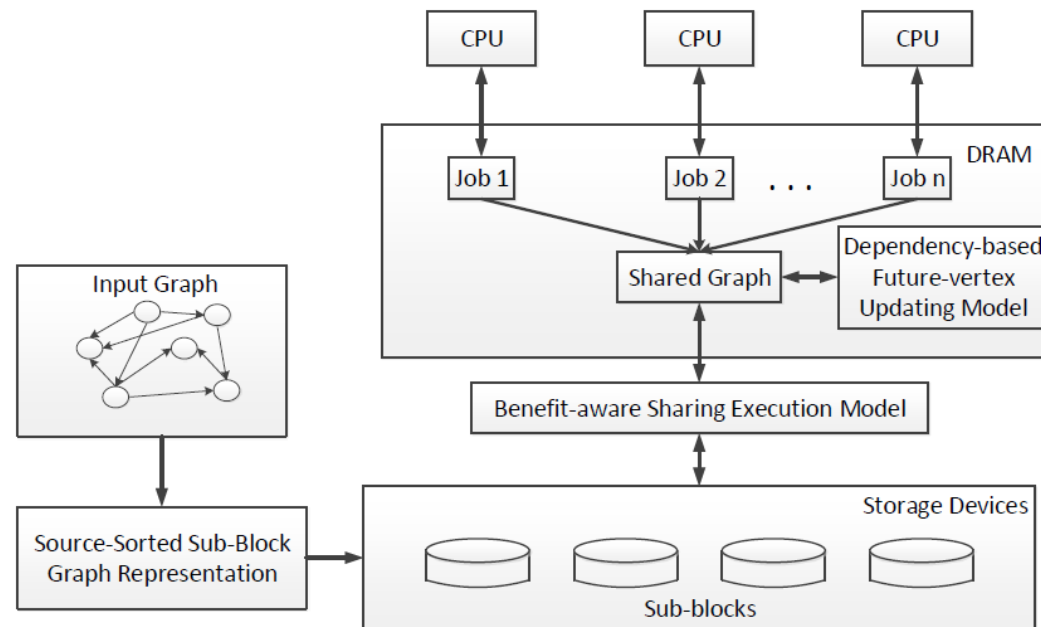 CPU
CPU
CPU
DRAM
Job 1
Job 2
. . .
Job n
Shared Graph
Dependency-based
Future-vertex
Updating Model
Input Graph
Benefit-aware Sharing Execution Model
Source-Sorted Sub-Block
Graph Representation
Storage Devices
Sub-blocks